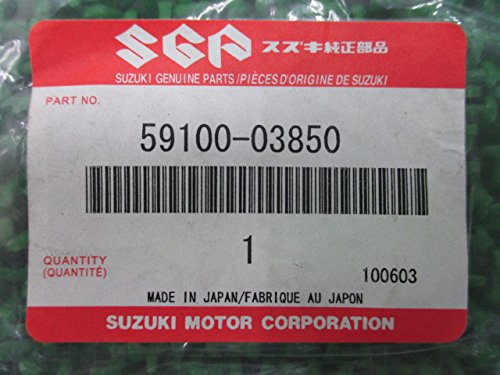 SGP スズキ純正部品
SUZUKI GENUINE PARTS/PIÈCES D'ORIGINE DE SUZUKI
PART NO.
59100-03850
QUANTITY
(QUANTITÉ)
1
100603
MADE IN JAPAN/FABRIQUE AU JAPON
SUZUKI MOTOR CORPORATION